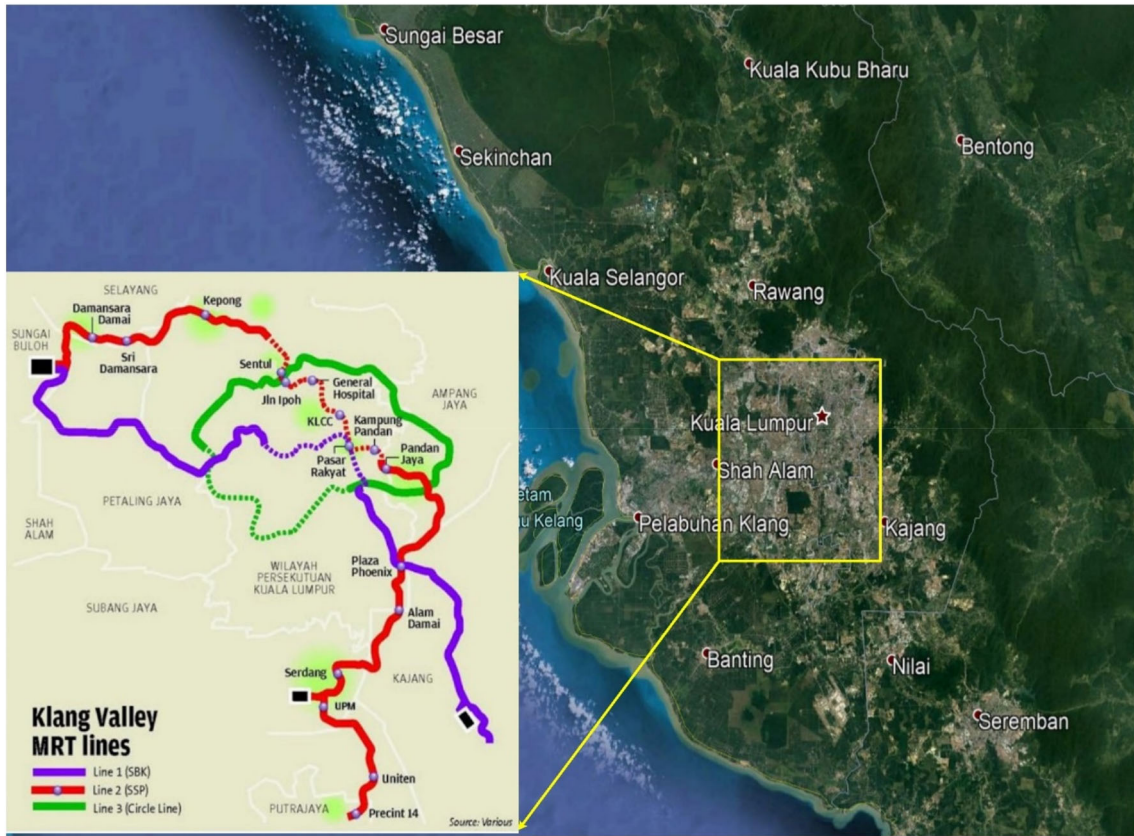 Sungai Besar
Kuala Kubu Bharu
Bentong
Sekinchan
Kuala Selangor
Rawang
Kuala Lumpur
Shah Alam
etam
au Kelang
Pelabuhan Klang
Kajang
Banting
Nilai
Seremban
SELAYANG
Damansara
Damai
Kepong
SUNGAI
BULOH
Sri
Damansara
Sentul
Jln Ipoh
General
Hospital
AMPANG
JAYA
KLCC
Kampung
Pandan
Pasar
Rakyat
Pandan
Jaya
PETALING JAYA
SHAH
ALAM
WILAYAH
PERSEKUTUAN
KUALA LUMPUR
Plaza
Phoenix
SUBANG JAYA
Alam
Damai
Serdang
KAJANG
UPM
Klang Valley
MRT lines
Line 1 (SBK)
Line 2 (SSP)
Line 3 (Circle Line)
Uniten
PUTRAJAYA
Precint 14
Source: Various